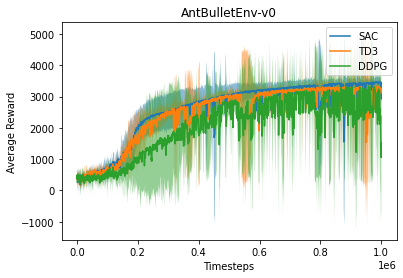 AntBulletEnv-v0
SAC
TD3
DDPG
Average Reward
5000
4000
3000
2000
1000
0
−1000
0.0 0.2 0.4 0.6 0.8 1.0
1e6
Timesteps